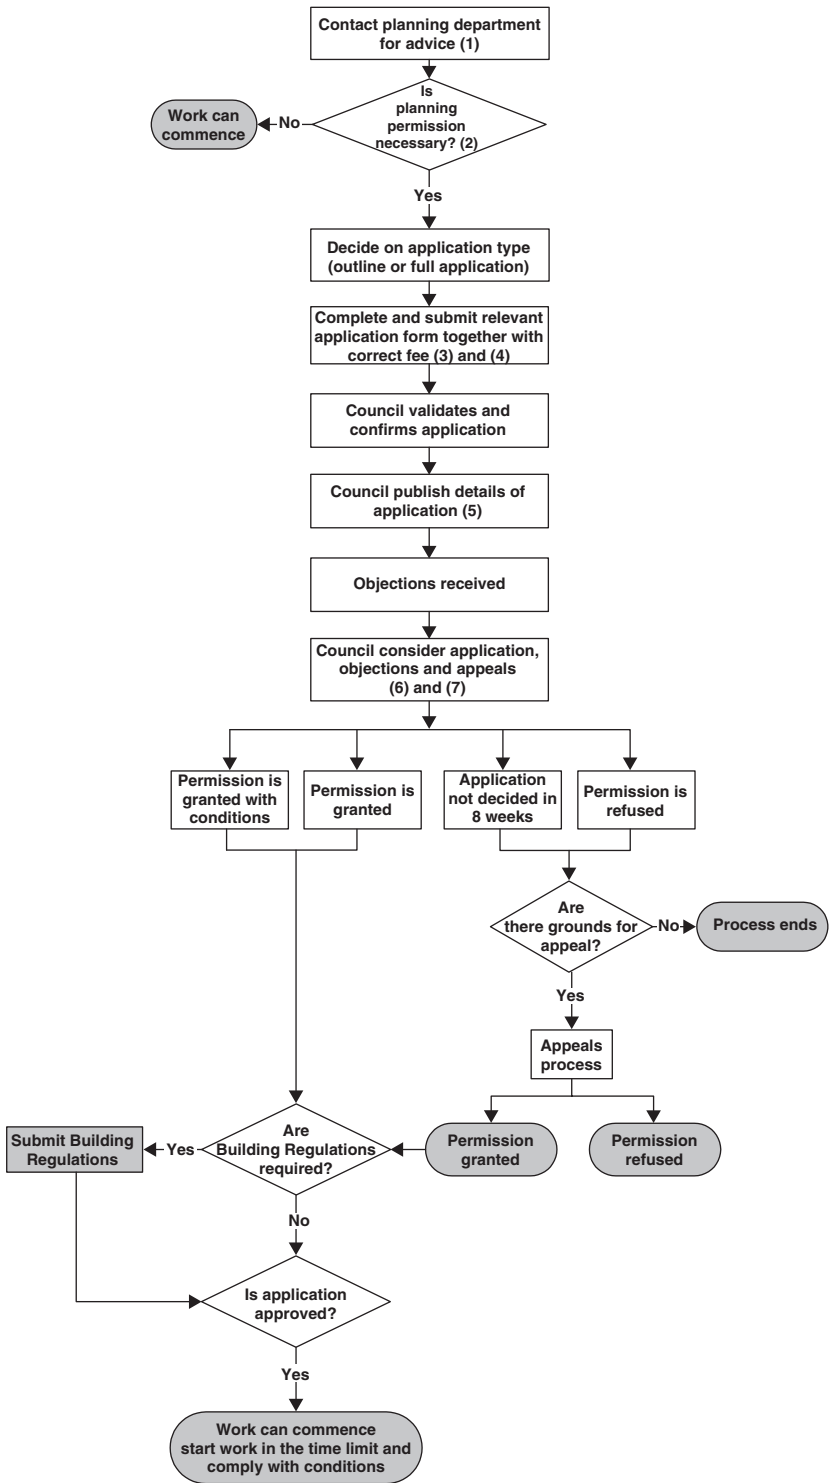 Contact planning department
for advice (1)
Is
planning
permission
necessary? (2)
No
Work can
commence
Yes
Decide on application type
(outline or full application)
Complete and submit relevant
application form together with
correct fee (3) and (4)
Council validates and
confirms application
Council publish details of
application (5)
Objections received
Council consider application,
objections and appeals
(6) and (7)
Permission is
granted with
conditions
Permission is
granted
Application
not decided in
8 weeks
Permission is
refused
Are
there grounds for
appeal?
No
Process ends
Yes
Appeals
process
Permission
granted
Permission
refused
Are
Building Regulations
required?
Yes
Submit Building
Regulations
No
Is application
approved?
Yes
Work can commence
start work in the time limit and
comply with conditions